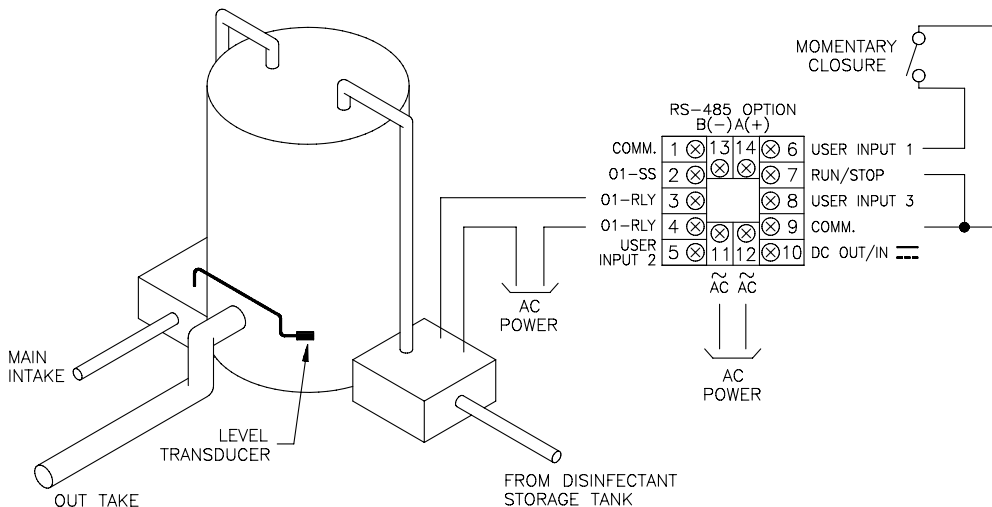 MOMENTARY
CLOSURE
RS-485 OPTION
B(-) A(+)
COMM. 1 13 14 6 USER INPUT 1
O1-SS 2 7 RUN/STOP
O1-RLY 3 8 USER INPUT 3
O1-RLY 4 9 COMM.
USER
INPUT 2 5 11 12 10 DC OUT/IN
~ ~
AC AC
AC
POWER
AC
POWER
MAIN
INTAKE
LEVEL
TRANSDUCER
OUT TAKE
FROM DISINFECTANT
STORAGE TANK